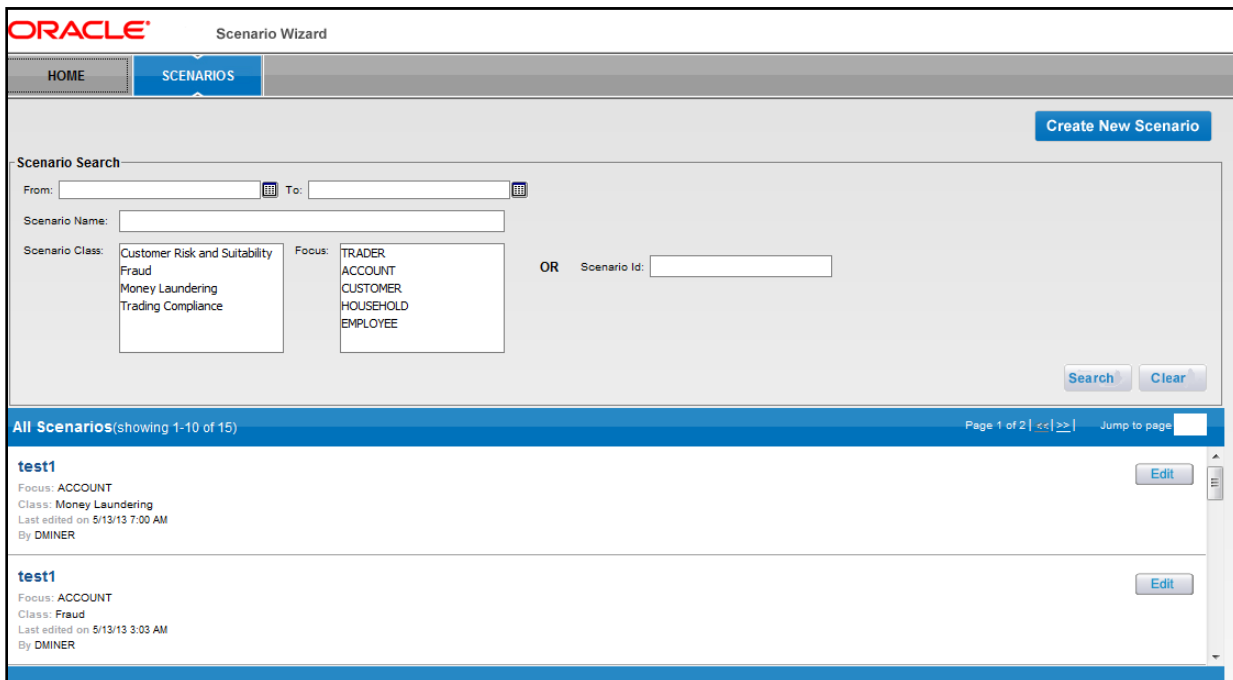 ORACLE® Scenario Wizard
HOME SCENARIOS
Create New Scenario
Scenario Search
From: To:
Scenario Name:
Scenario Class: Customer Risk and Suitability
Fraud
Money Laundering
Trading Compliance
Focus: TRADER
ACCOUNT
CUSTOMER
HOUSEHOLD
EMPLOYEE
OR Scenario Id:
Search Clear
All Scenarios(showing 1-10 of 15) Page 1 of 2 | <<| >> | Jump to page
test1 Edit
Focus: ACCOUNT
Class: Money Laundering
Last edited on 5/13/13 7:00 AM
By DMINER
test1 Edit
Focus: ACCOUNT
Class: Fraud
Last edited on 5/13/13 3:03 AM
By DMINER